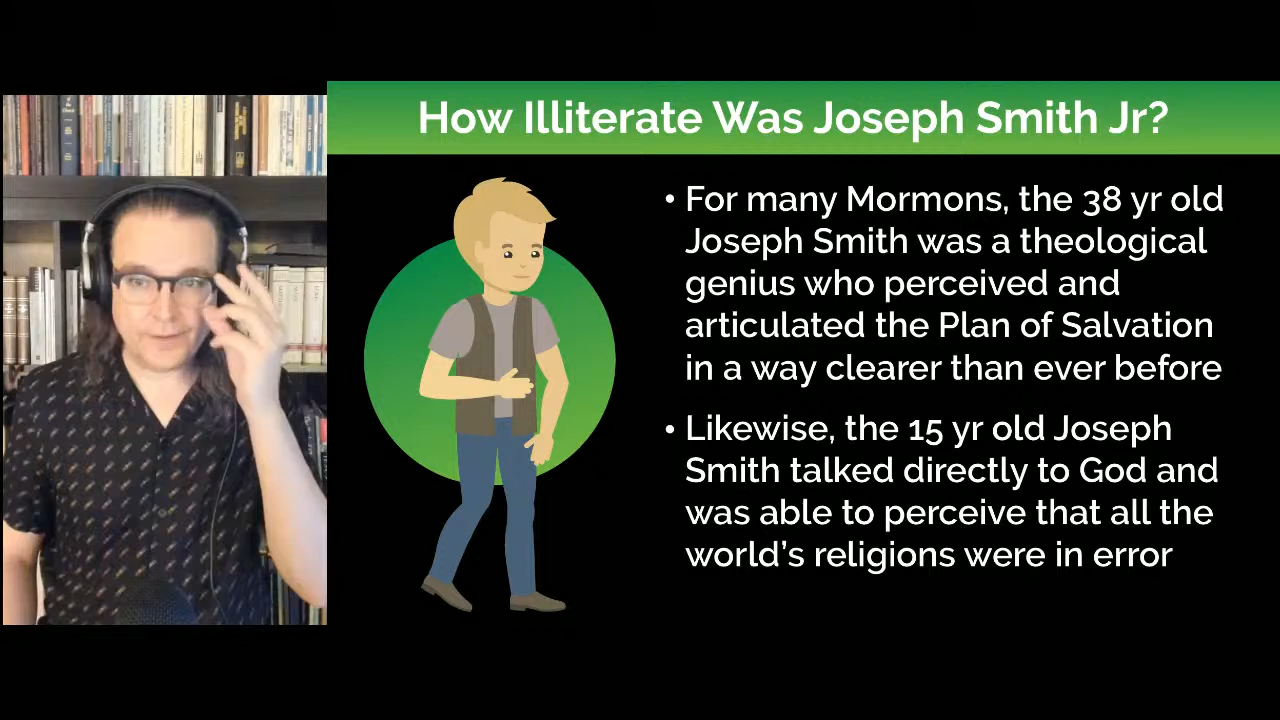 How Illiterate Was Joseph Smith Jr?
• For many Mormons, the 38 yr old
Joseph Smith was a theological
genius who perceived and
articulated the Plan of Salvation
in a way clearer than ever before
• Likewise, the 15 yr old Joseph
Smith talked directly to God and
was able to perceive that all the
world's religions were in error